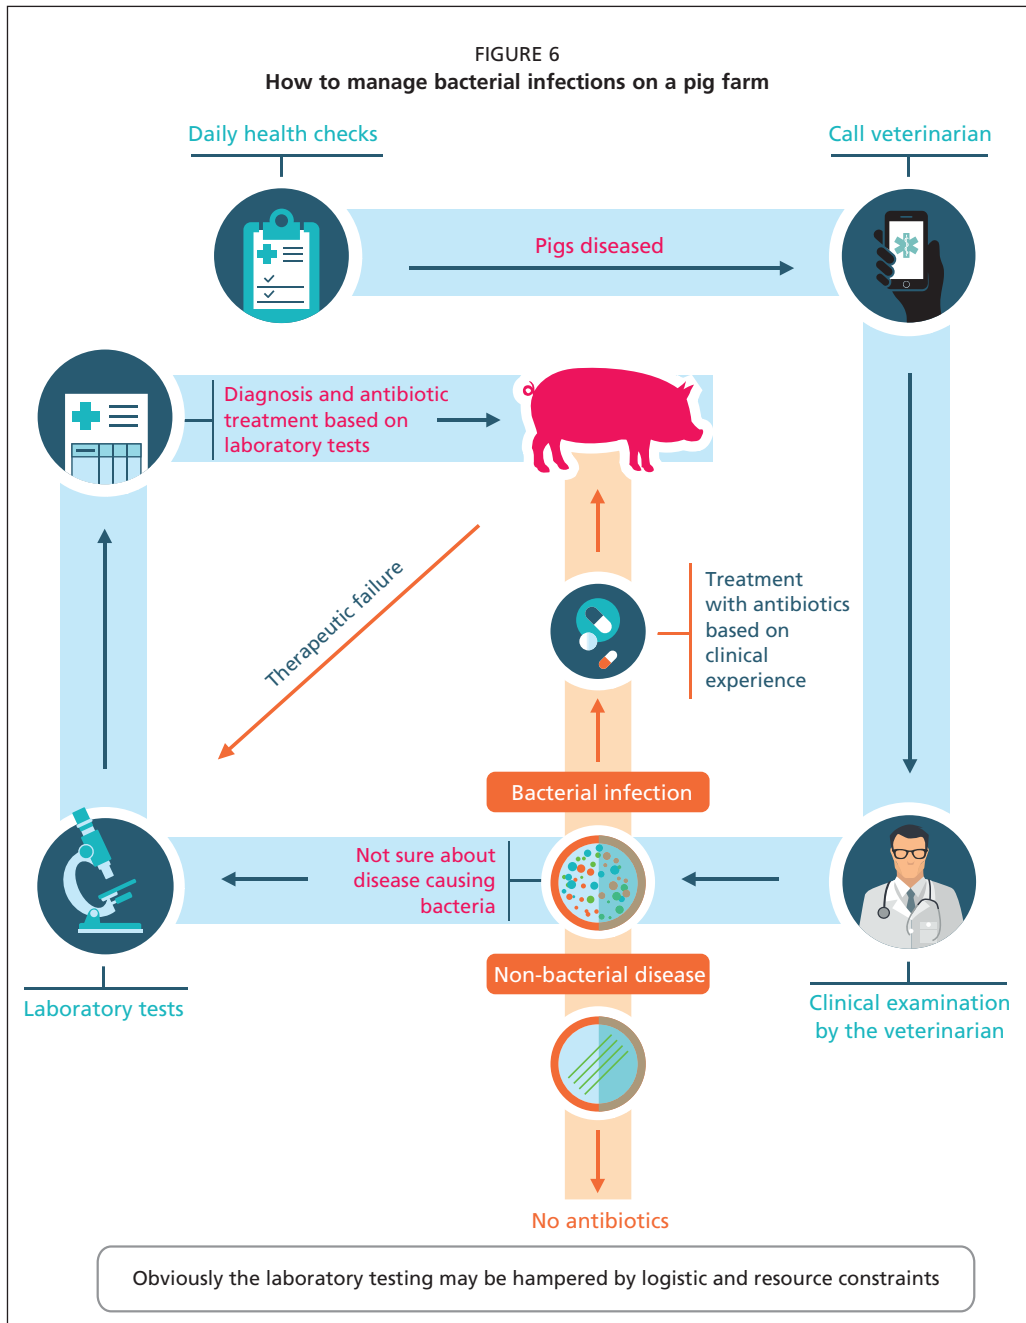 FIGURE 6
How to manage bacterial infections on a pig farm
Daily health checks
Call veterinarian
Pigs diseased
Diagnosis and antibiotic
treatment based on
laboratory tests
Therapeutic failure
Treatment
with antibiotics
based on
clinical
experience
Bacterial infection
Not sure about
disease causing
bacteria
Non-bacterial disease
Laboratory tests
Clinical examination
by the veterinarian
No antibiotics
Obviously the laboratory testing may be hampered by logistic and resource constraints